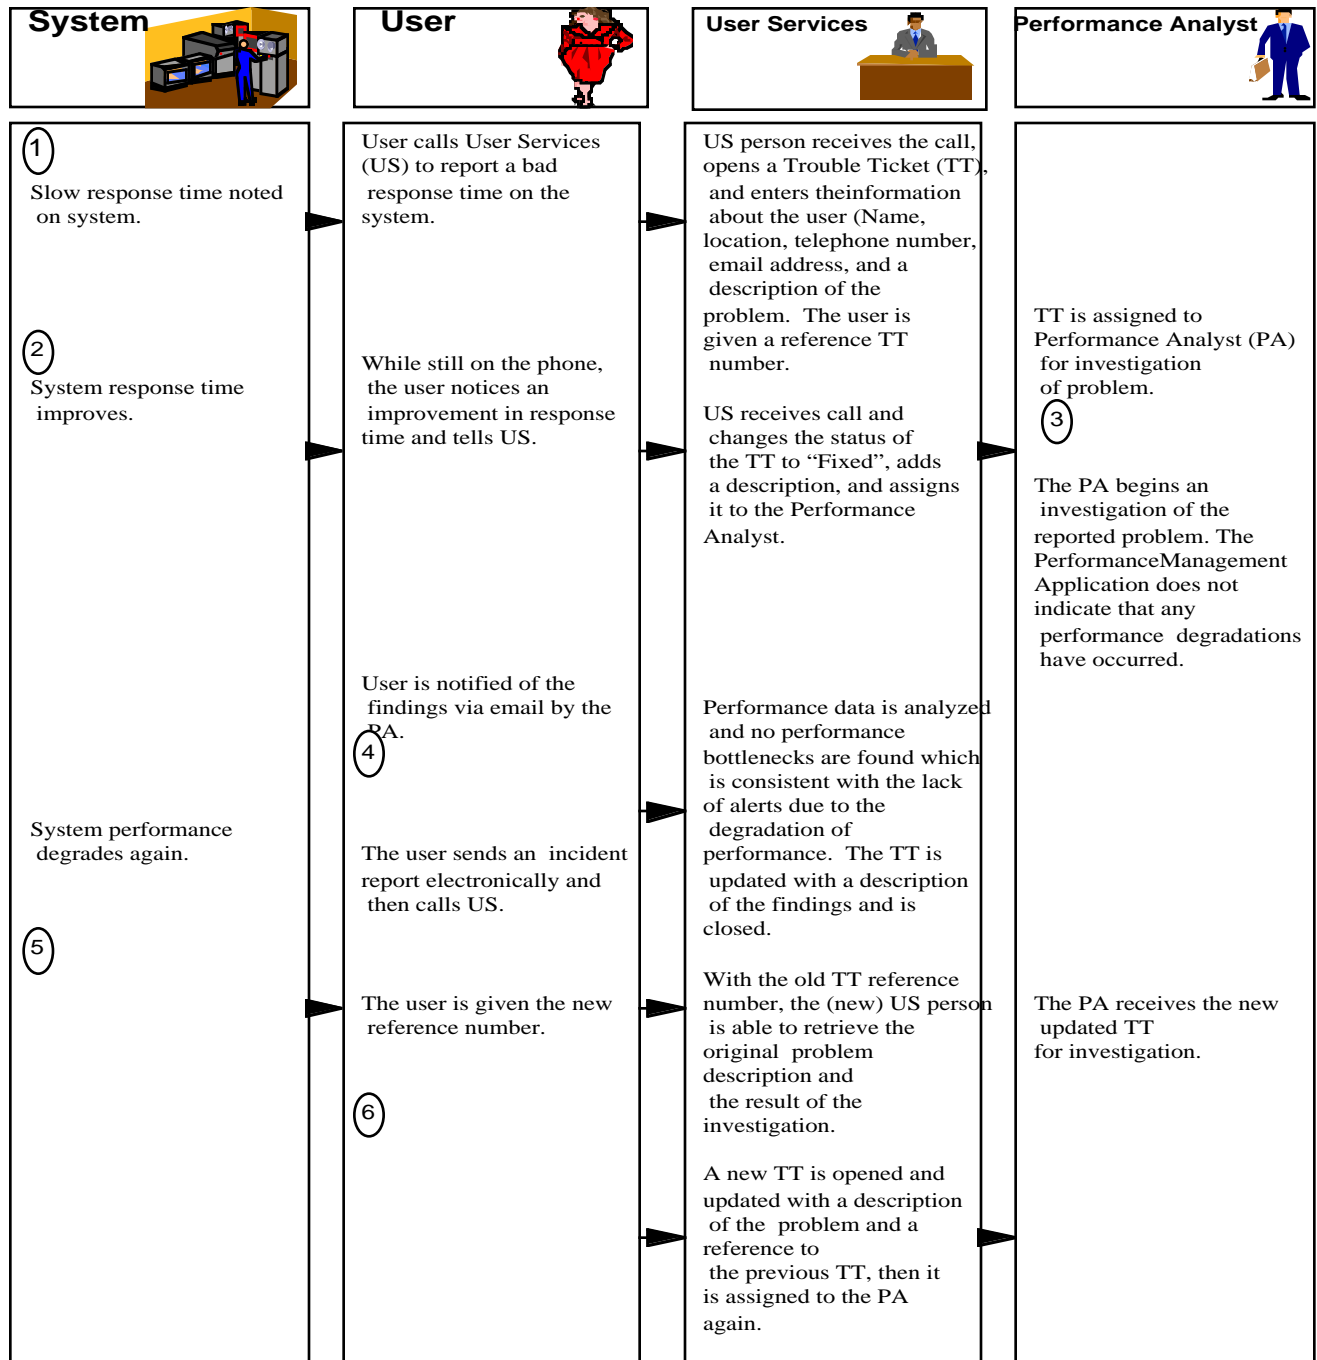 System
User
User Services
Performance Analyst
1
Slow response time noted
on system.
2
System response time
improves.
System performance
degrades again.
5
User calls User Services
(US) to report a bad
response time on the
system.
While still on the phone,
the user notices an
improvement in response
time and tells US.
User is notified of the
findings via email by the
PA.
4
The user sends an incident
report electronically and
then calls US.
The user is given the new
reference number.
6
US person receives the call,
opens a Trouble Ticket (TT),
and enters theinformation
about the user (Name,
location, telephone number,
email address, and a
description of the
problem. The user is
given a reference TT
number.
US receives call and
changes the status of
the TT to “Fixed”, adds
a description, and assigns
it to the Performance
Analyst.
Performance data is analyzed
and no performance
bottlenecks are found which
is consistent with the lack
of alerts due to the
degradation of
performance. The TT is
updated with a description
of the findings and is
closed.
With the old TT reference
number, the (new) US person
is able to retrieve the
original problem
description and
the result of the
investigation.
A new TT is opened and
updated with a description
of the problem and a
reference to
the previous TT, then it
is assigned to the PA
again.
TT is assigned to
Performance Analyst (PA)
for investigation
of problem.
3
The PA begins an
investigation of the
reported problem. The
PerformanceManagement
Application does not
indicate that any
performance degradations
have occurred.
The PA receives the new
updated TT
for investigation.